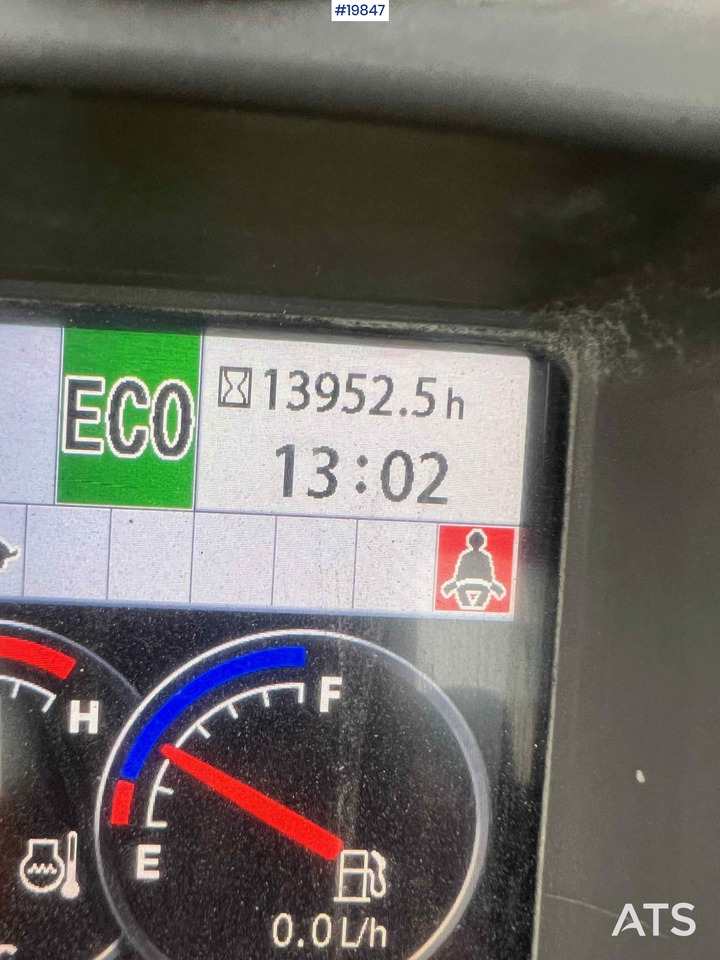 #19847
ECO
13952.5 h
13:02
H
F
E
0.0 L/h
ATS